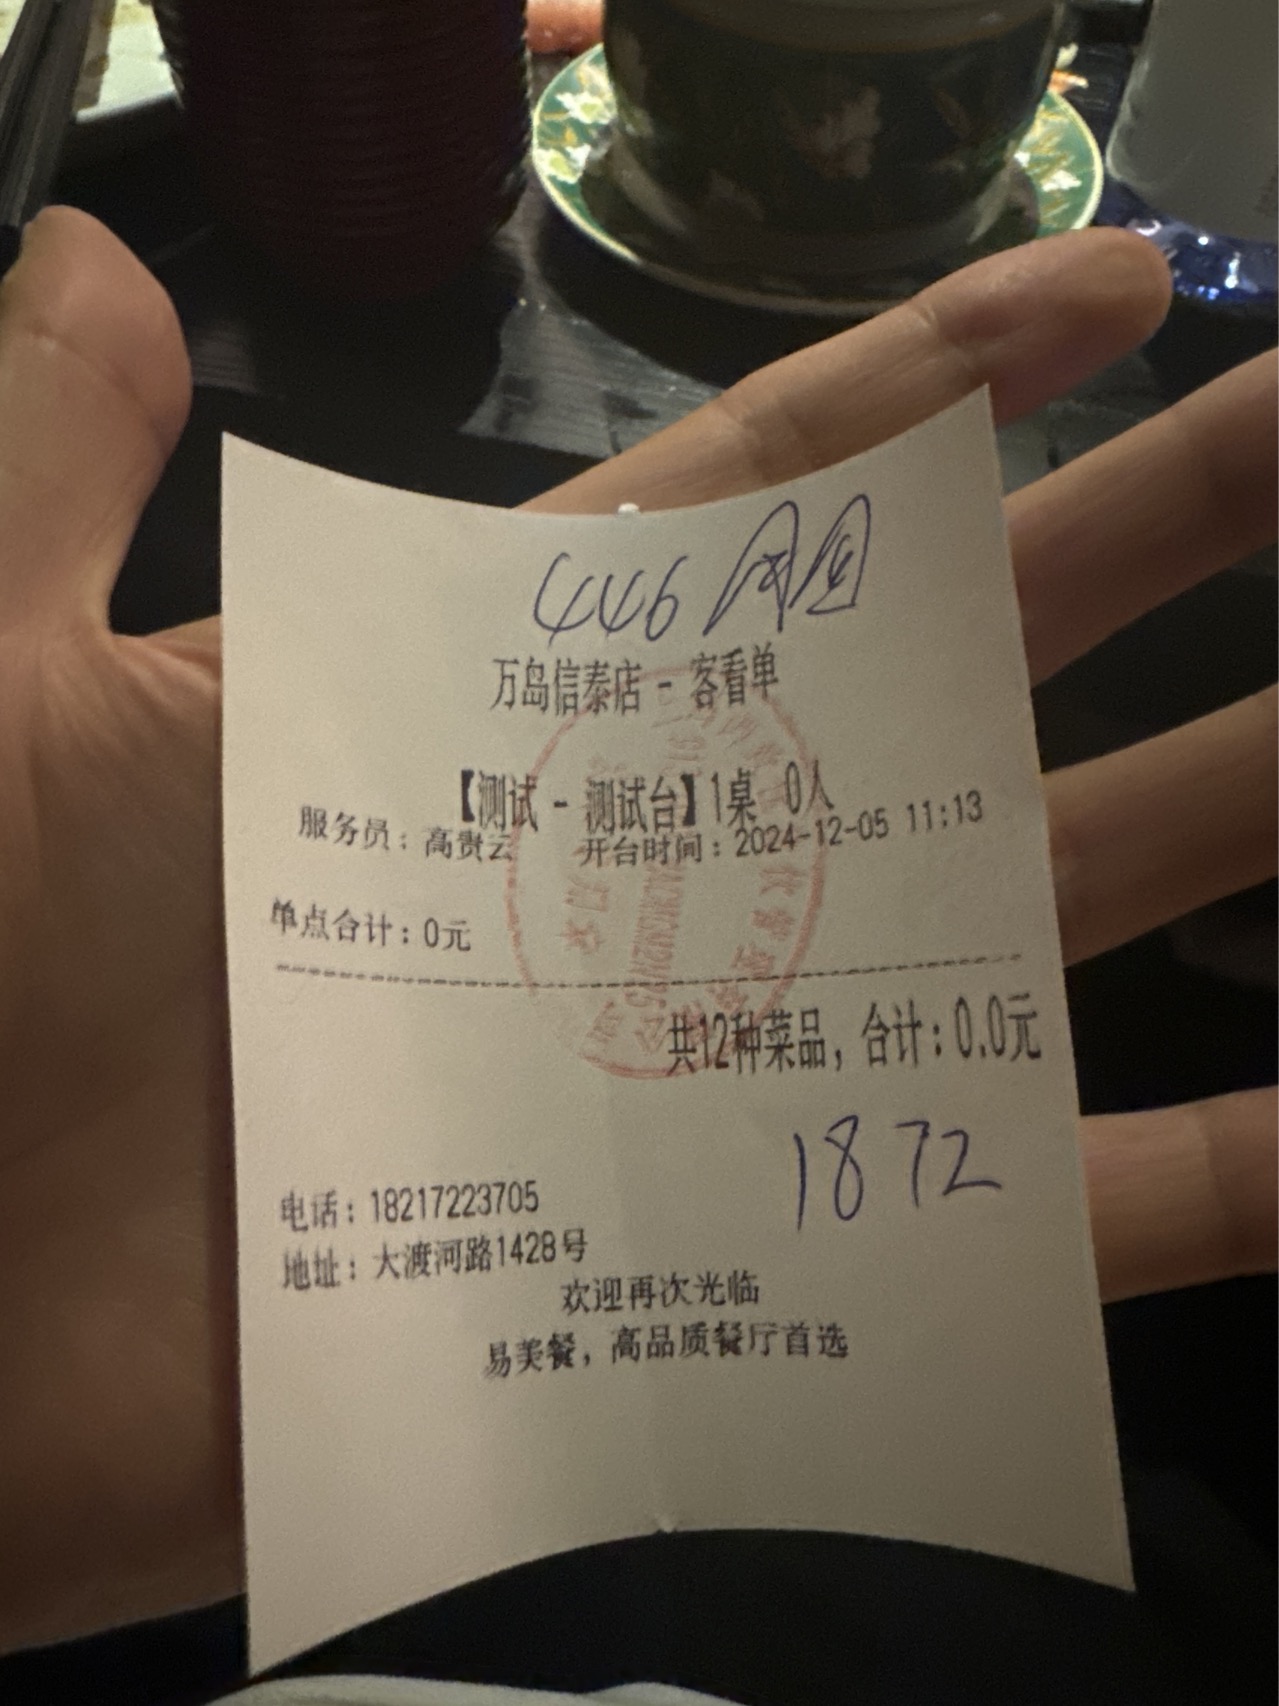 446 周圆
万岛信泰店 - 客看单
【测试 - 测试台】1桌 0人
服务员：高贵云 开台时间：2024-12-05 11:13
单点合计：0元
共12种菜品，合计：0.0元
1872
电话：18217223705
地址：大渡河路1428号
欢迎再次光临
易美餐，高品质餐厅首选